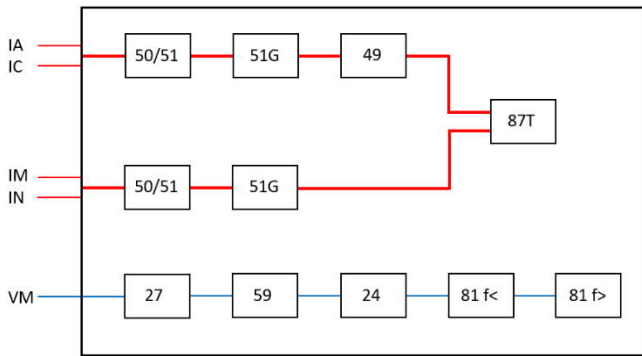 IA
IC
50/51 51G 49
87T
IM
IN
50/51 51G
VM 27 59 24 81 f< 81 f>